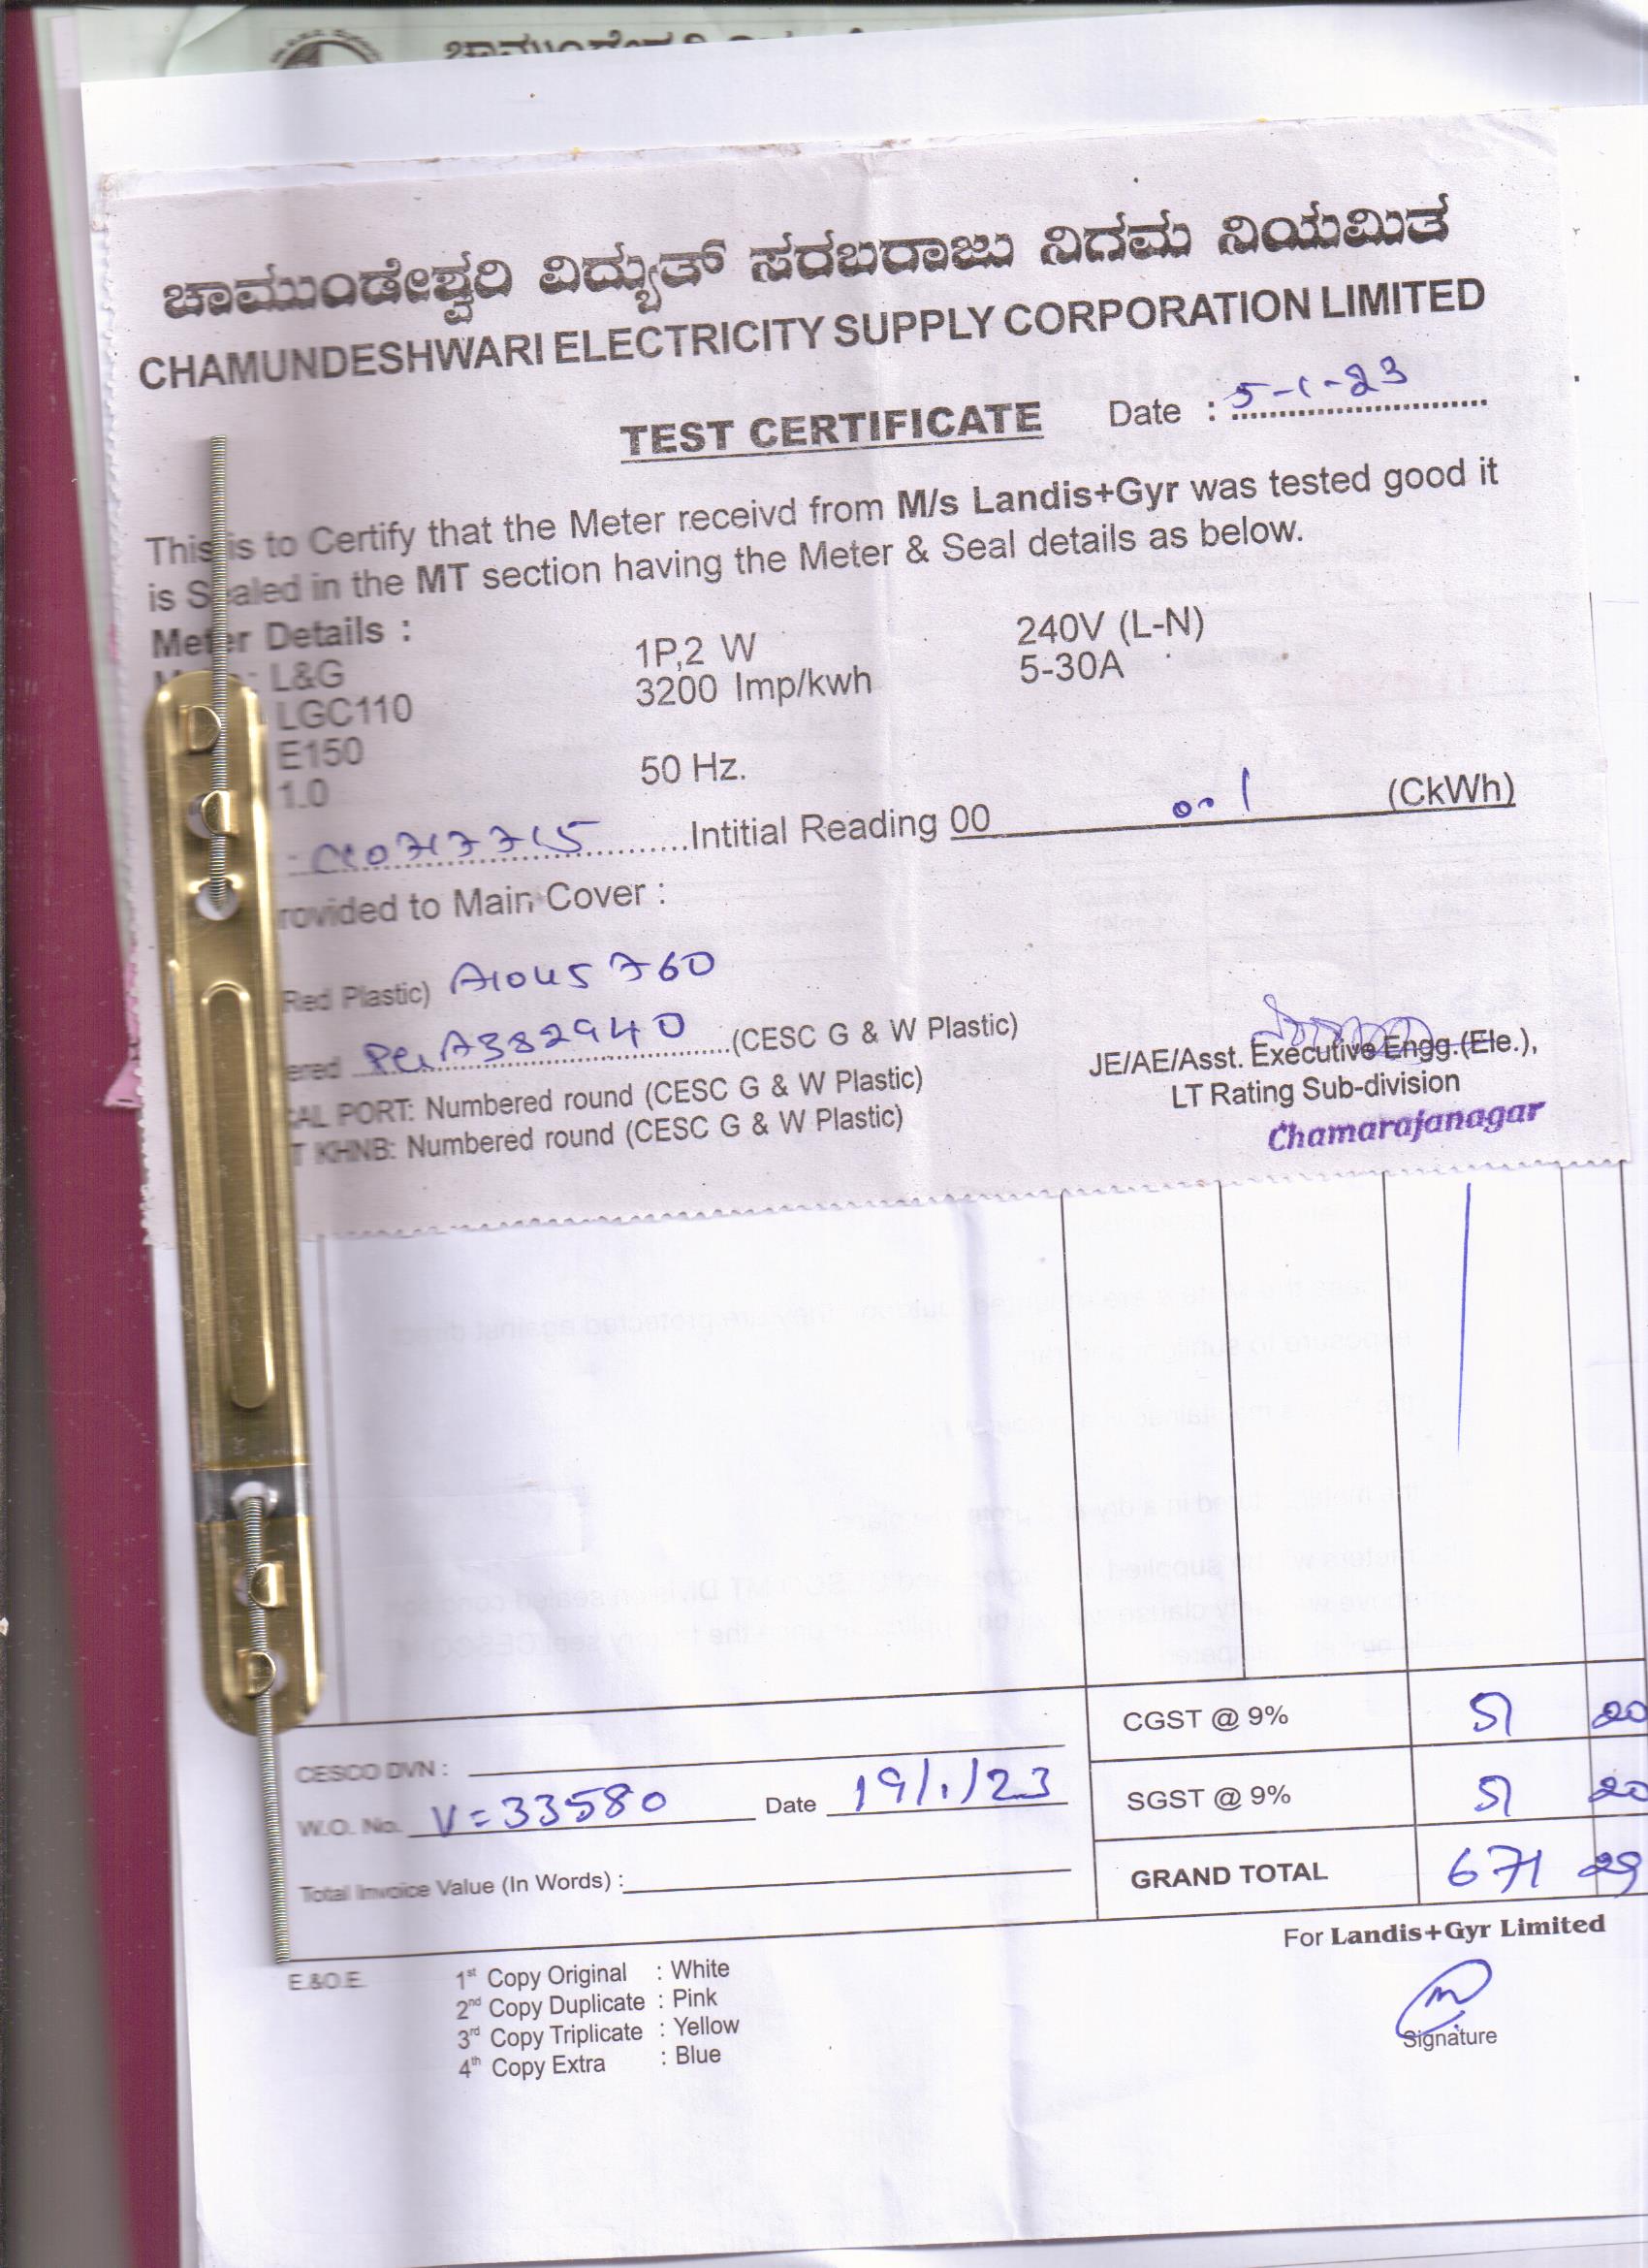 ಚಾಮುಂಡೇಶ್ವರಿ ವಿದ್ಯುತ್ ಸರಬರಾಜು ನಿಗಮ ನಿಯಮಿತ
CHAMUNDESHWARI ELECTRICITY SUPPLY CORPORATION LIMITED
TEST CERTIFICATE Date : 5-1-23
This is to Certify that the Meter receivd from M/s Landis+Gyr was tested good it
is Sealed in the MT section having the Meter & Seal details as below.
Meter Details :
L&G 1P,2 W 240V (L-N)
LGC110 3200 Imp/kwh 5-30A
E150
1.0 50 Hz.
Intitial Reading 00 001 (CkWh)
rovided to Main Cover :
Red Plastic) A1045760
ered A382940 (CESC G & W Plastic)
CAL PORT: Numbered round (CESC G & W Plastic)
T KHNB: Numbered round (CESC G & W Plastic)
JE/AE/Asst. Executive Engg.(Ele.),
LT Rating Sub-division
Chamarajanagar
CGST @ 9% 51 20
CESCO DVN :
W.O. No. V=33580 Date 19/1/23
SGST @ 9% 51 20
Total Invoice Value (In Words) :
GRAND TOTAL 671 29
For Landis+Gyr Limited
Signature
E.&O.E.
1st Copy Original : White
2nd Copy Duplicate : Pink
3rd Copy Triplicate : Yellow
4th Copy Extra : Blue